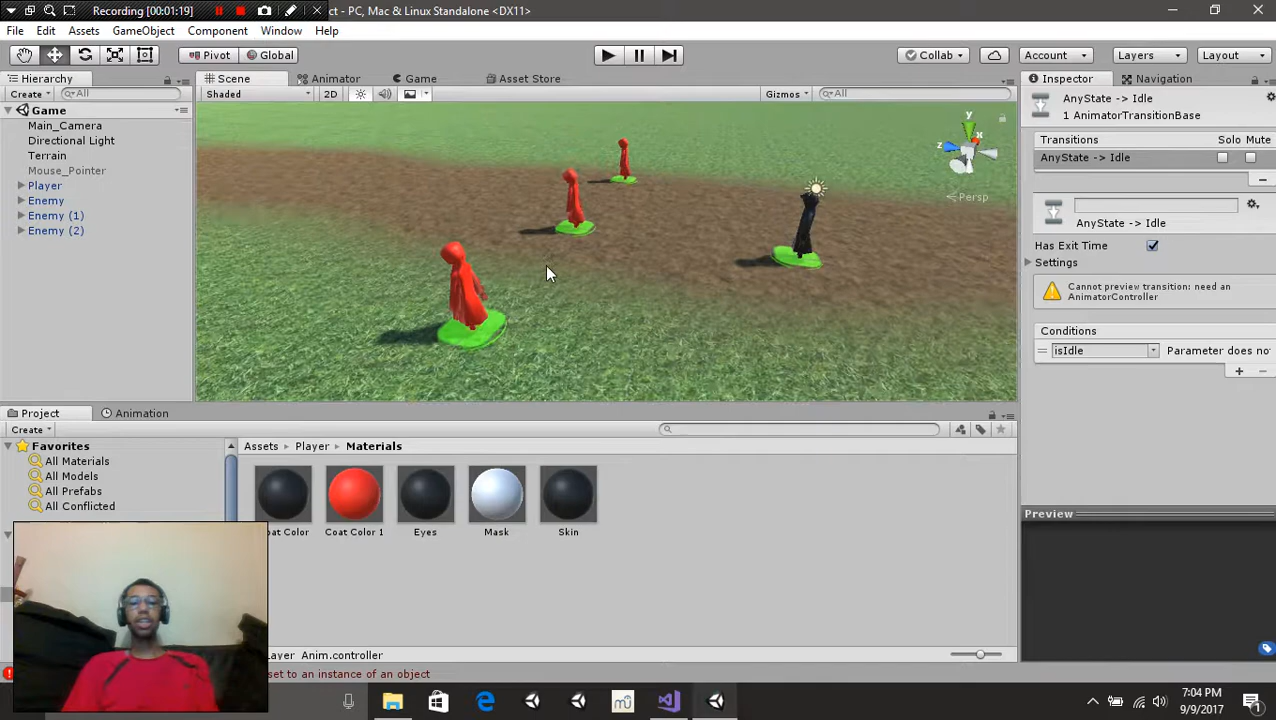 Recording [00:01:19]
ct - PC, Mac & Linux Standalone <DX11>
File Edit Assets GameObject Component Window Help
Pivot Global Collab Account Layers Layout
Hierarchy Scene Animator Game Asset Store Inspector Navigation
Create All Shaded 2D Gizmos All
Game
Main_Camera
Directional Light
Terrain
Mouse_Pointer
Player
Enemy
Enemy (1)
Enemy (2)
y
x
z
Persp
AnyState -> Idle
1 AnimatorTransitionBase
Transitions Solo Mute
AnyState -> Idle
AnyState -> Idle
Has Exit Time
Settings
Cannot preview transition: need an
AnimatorController
Conditions
isIdle Parameter does no
Preview
Project Animation
Create
Favorites
All Materials
All Models
All Prefabs
All Conflicted
Assets Player Materials
oat Color Coat Color 1 Eyes Mask Skin
layer Anim.controller
set to an instance of an object
7:04 PM
9/9/2017
1